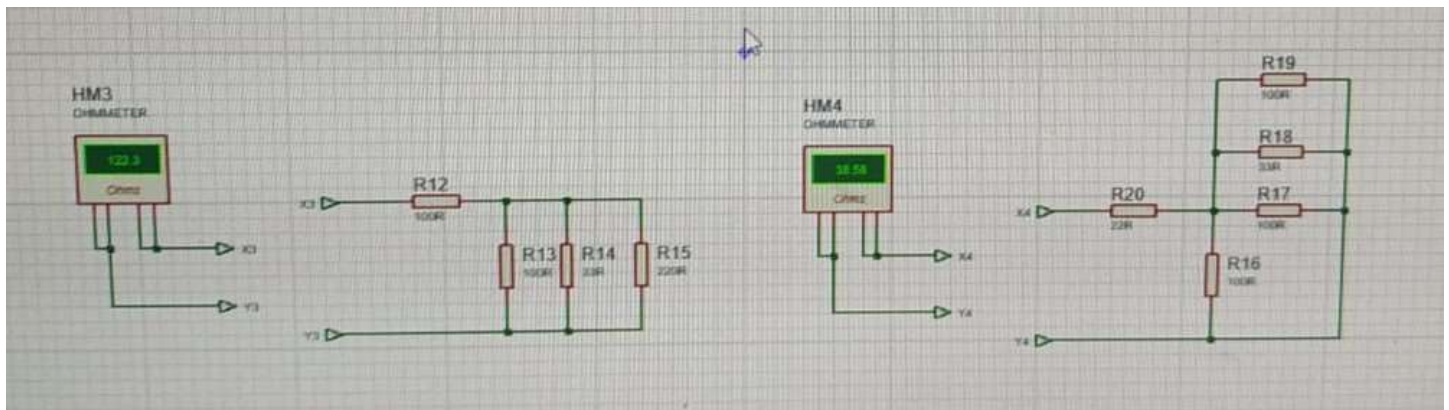 HM3
OHMMETER
122.3
Ohms
X3
Y3
X3
R12
100R
R13
100R
R14
33R
R15
220R
Y3
HM4
OHMMETER
38.58
Ohms
X4
Y4
X4
R20
22R
R19
100R
R18
33R
R17
100R
R16
100R
Y4